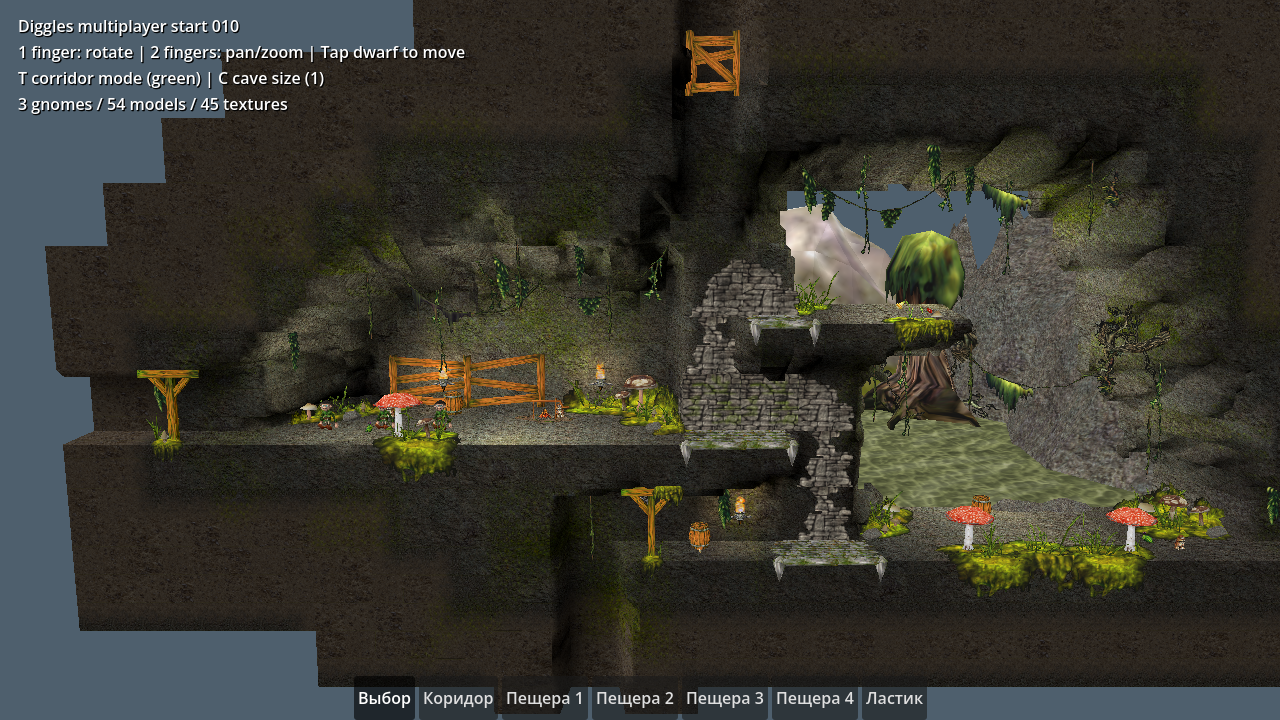 Diggles multiplayer start 010
1 finger: rotate | 2 fingers: pan/zoom | Tap dwarf to move
T corridor mode (green) | C cave size (1)
3 gnomes / 54 models / 45 textures
Выбор Коридор Пещера 1 Пещера 2 Пещера 3 Пещера 4 Ластик